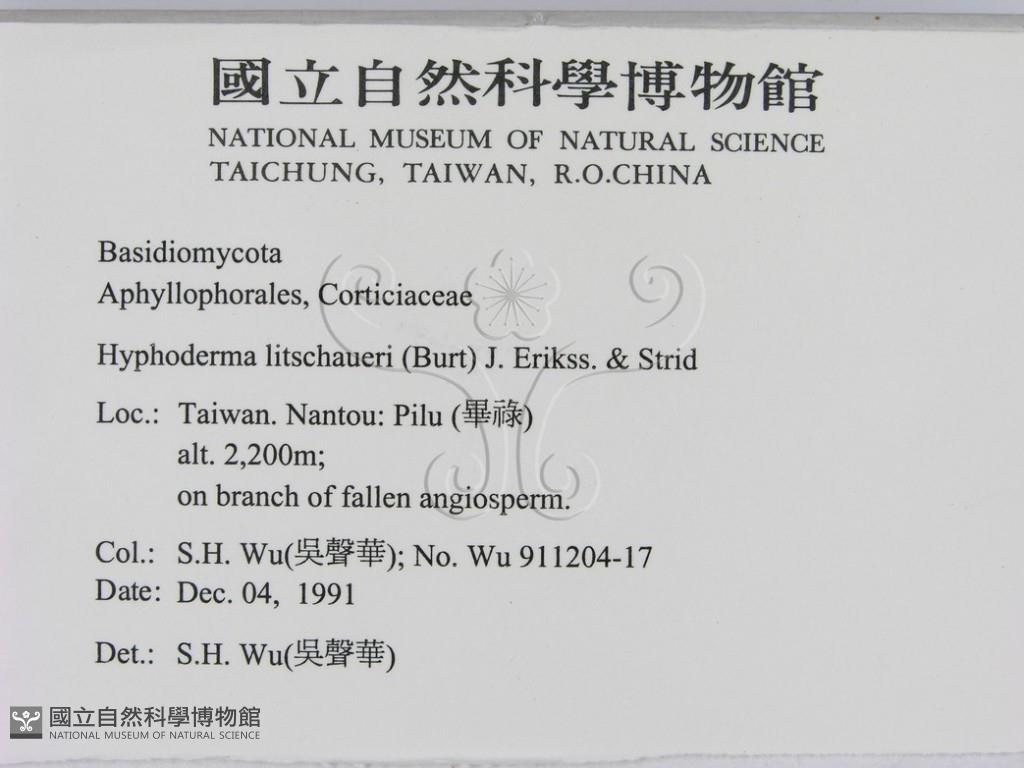 國立自然科學博物館
NATIONAL MUSEUM OF NATURAL SCIENCE
TAICHUNG, TAIWAN, R.O.CHINA
Basidiomycota
Aphyllophorales, Corticiaceae
Hyphoderma litschaueri (Burt) J. Erikss. & Strid
Loc.: Taiwan. Nantou: Pilu (畢祿)
alt. 2,200m;
on branch of fallen angiosperm.
Col.: S.H. Wu(吳聲華); No. Wu 911204-17
Date: Dec. 04, 1991
Det.: S.H. Wu(吳聲華)
國立自然科學博物館
NATIONAL MUSEUM OF NATURAL SCIENCE